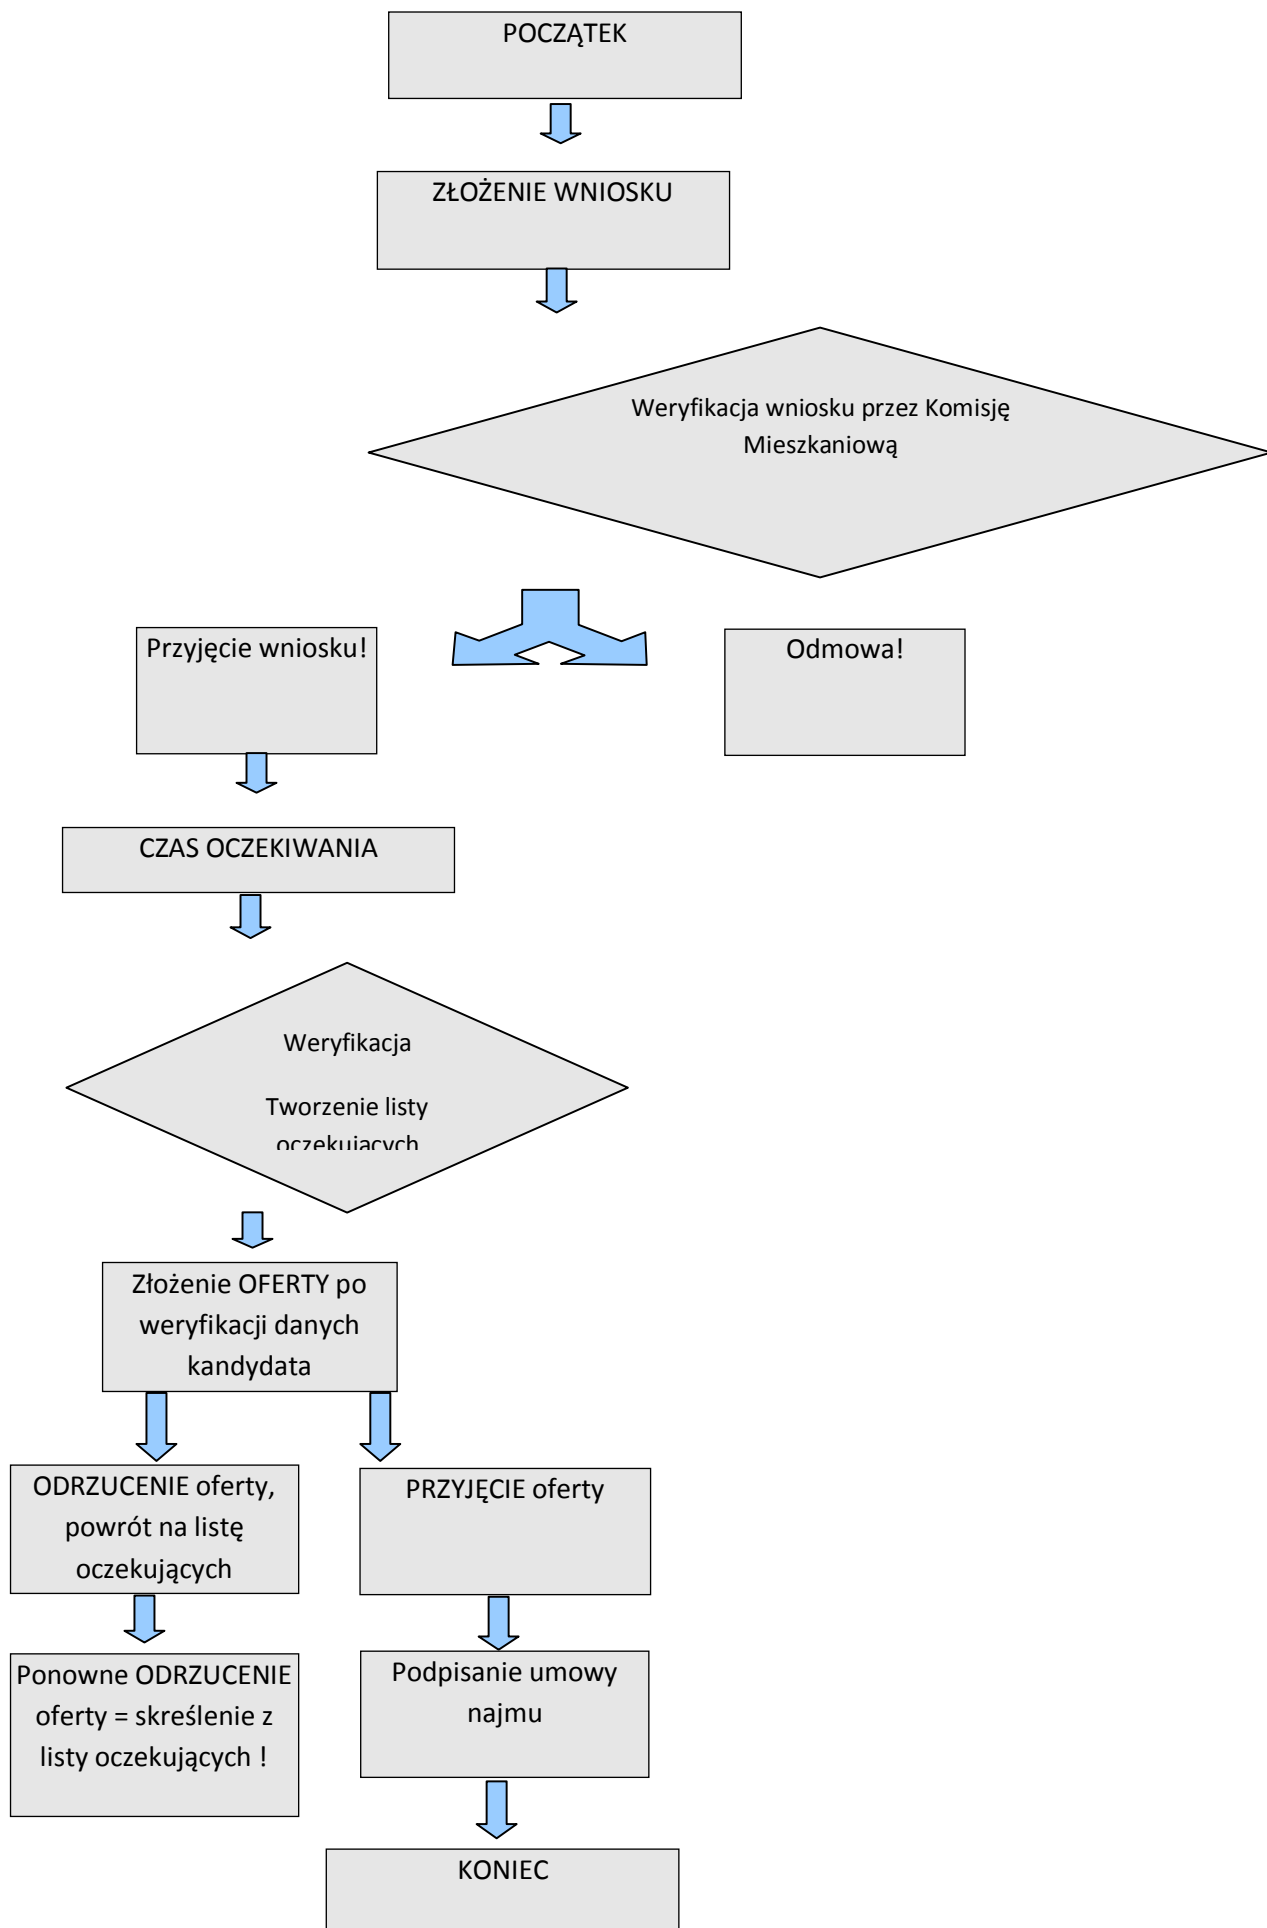 POCZĄTEK
ZŁOŻENIE WNIOSKU
Weryfikacja wniosku przez Komisję
Mieszkaniową
Przyjęcie wniosku!
Odmowa!
CZAS OCZEKIWANIA
Weryfikacja
Tworzenie listy
oczekujących
Złożenie OFERTY po
weryfikacji danych
kandydata
ODRZUCENIE oferty,
powrót na listę
oczekujących
PRZYJĘCIE oferty
Ponowne ODRZUCENIE
oferty = skreślenie z
listy oczekujących !
Podpisanie umowy
najmu
KONIEC